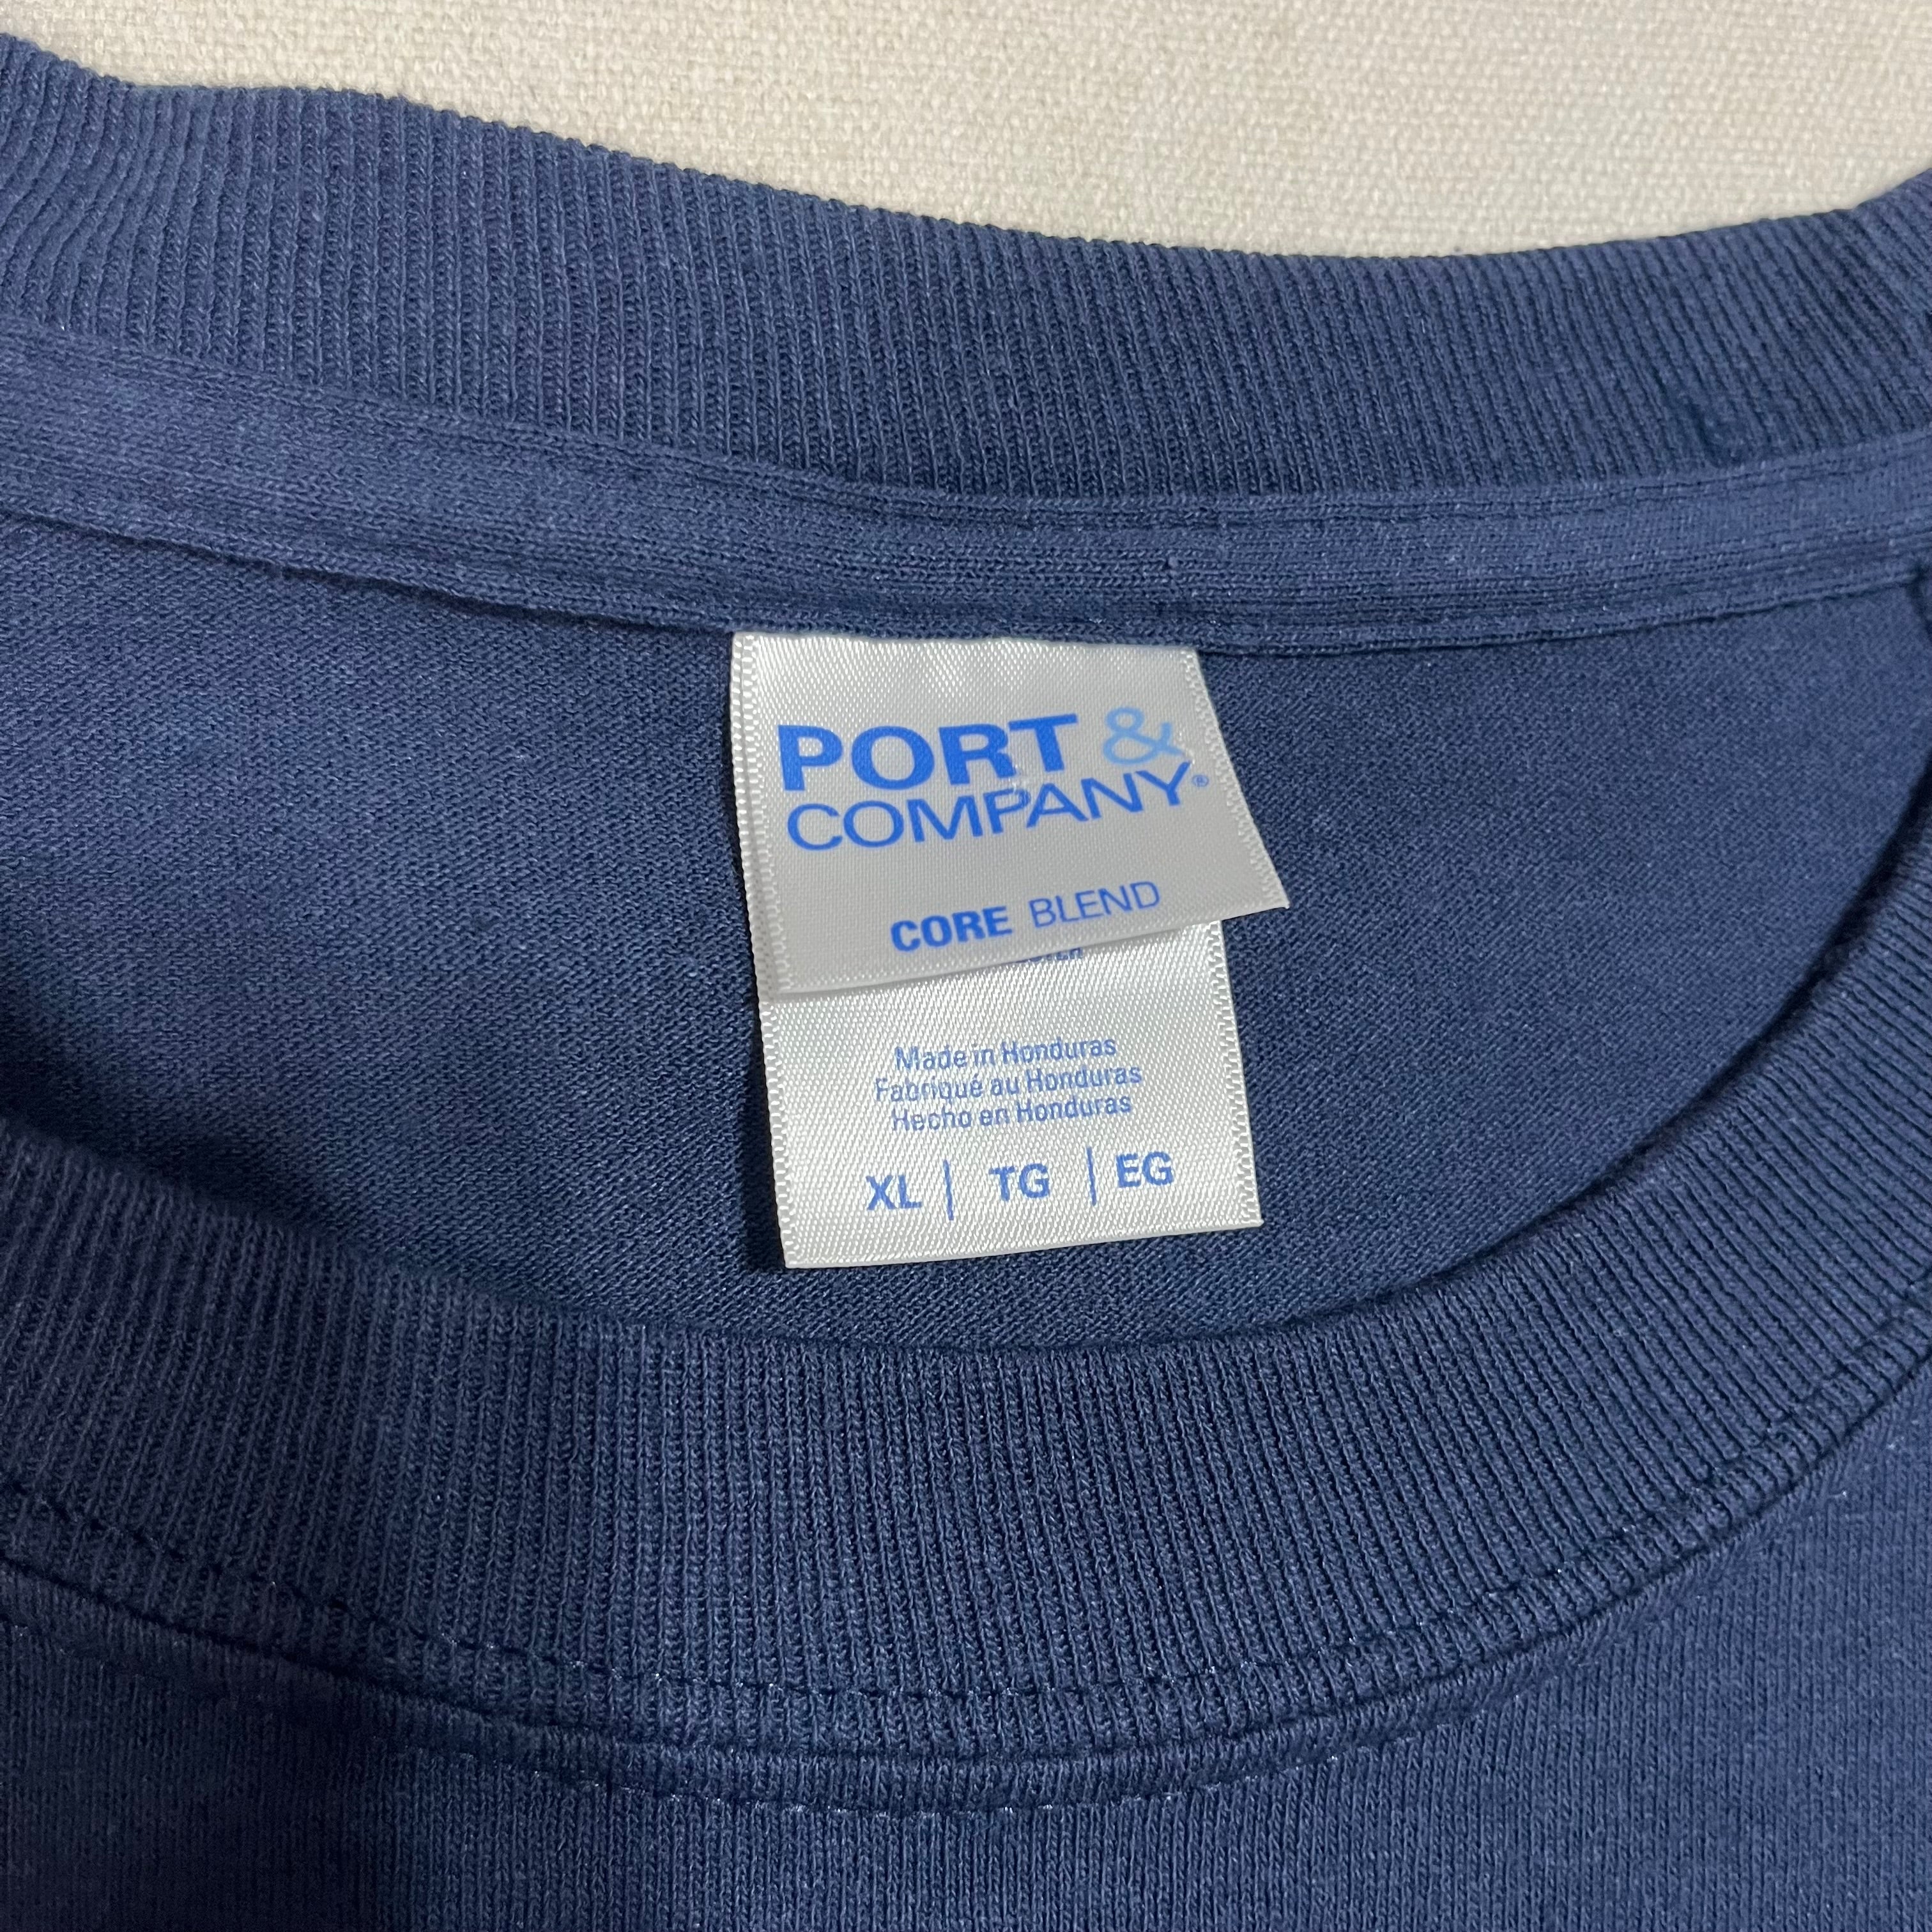 PORT &
COMPANY®
CORE BLEND
Made in Honduras
Fabriqué au Honduras
Hecho en Honduras
XL | TG | EG